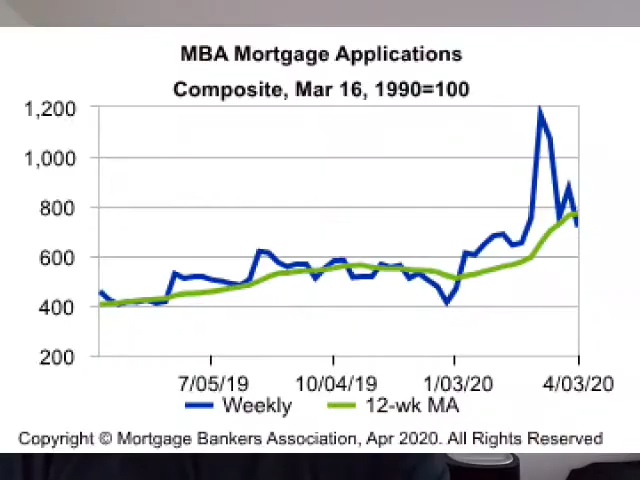 MBA Mortgage Applications
Composite, Mar 16, 1990=100
1,200
1,000
800
600
400
200
7/05/19 10/04/19 1/03/20 4/03/20
Weekly 12-wk MA
Copyright © Mortgage Bankers Association, Apr 2020. All Rights Reserved